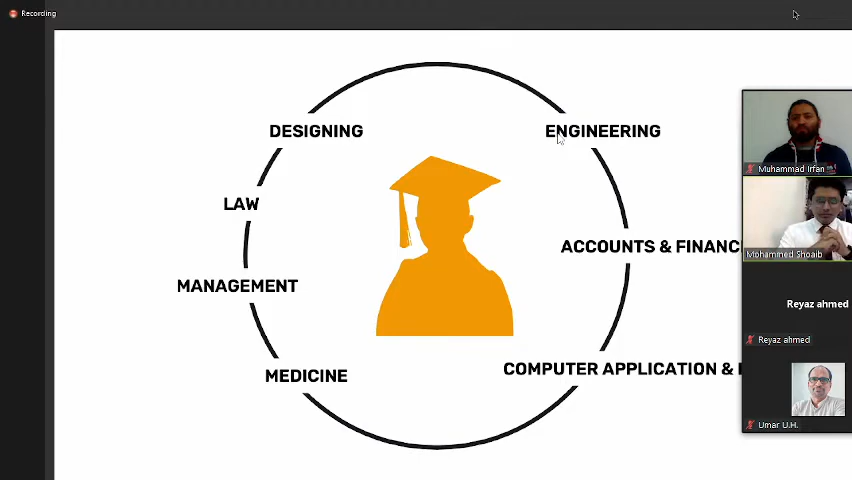 Recording
DESIGNING
ENGINEERING
LAW
ACCOUNTS & FINANC
MANAGEMENT
MEDICINE
COMPUTER APPLICATION &
Muhammad Irfan
Mohammed Shoaib
Reyaz ahmed
Reyaz ahmed
Umar U.H.